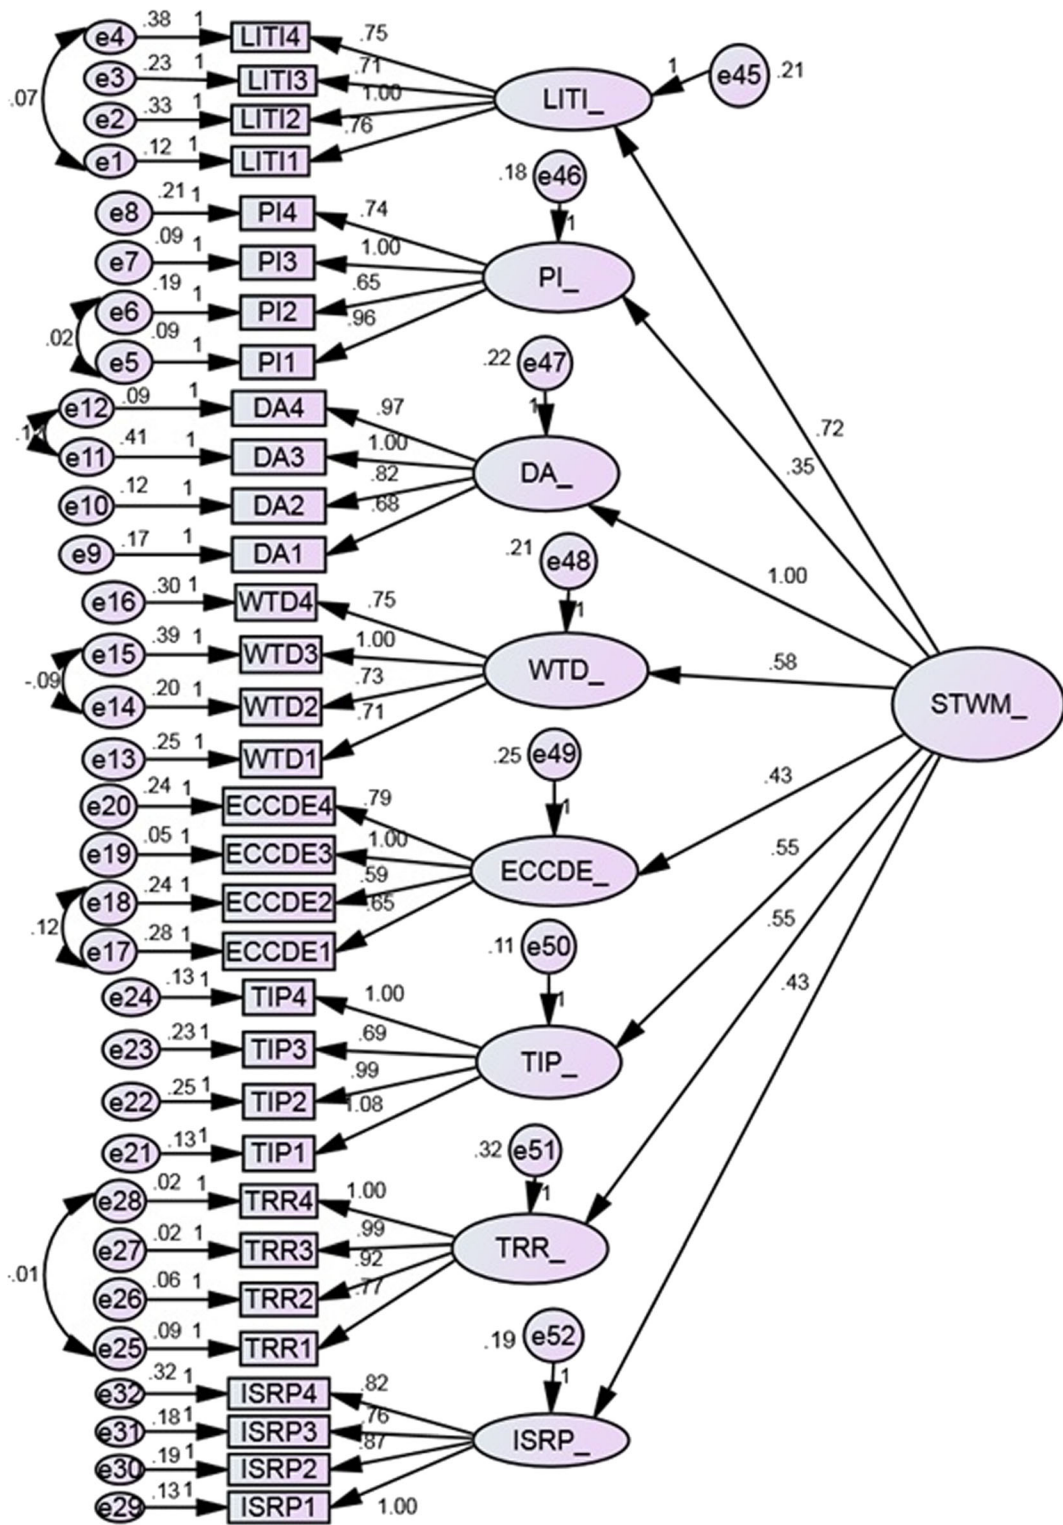 e4 .38 1 LITI4 .75
e3 .23 1 LITI3 .71
e2 .33 1 LITI2 1.00
e1 .12 1 LITI1 .76
.07
LITI_ 1 e45 .21
e8 .21 1 PI4 .74
e7 .09 1 PI3 1.00
e6 .19 1 PI2 .65
e5 .09 1 PI1 .96
.02
PI_ 1 e46 .18
e12 .09 1 DA4 .97
e11 .41 1 DA3 1.00
e10 .12 1 DA2 .82
e9 .17 1 DA1 .68
DA_ 1 e47 .22
e16 .30 1 WTD4 .75
e15 .39 1 WTD3 1.00
e14 .20 1 WTD2 .73
e13 .25 1 WTD1 .71
-.09
WTD_ 1 e48 .21
e20 .24 1 ECCDE4 .79
e19 .05 1 ECCDE3 1.00
e18 .24 1 ECCDE2 .59
e17 .28 1 ECCDE1 .65
.12
ECCDE_ 1 e49 .25
e24 .13 1 TIP4 1.00
e23 .23 1 TIP3 .69
e22 .25 1 TIP2 .99
e21 .13 1 TIP1 1.08
TIP_ 1 e50 .11
e28 .02 1 TRR4 1.00
e27 .02 1 TRR3 .99
e26 .06 1 TRR2 .92
e25 .09 1 TRR1 .77
TRR_ 1 e51 .32
e32 .32 1 ISRP4 .82
e31 .18 1 ISRP3 .76
e30 .19 1 ISRP2 .87
e29 .13 1 ISRP1 1.00
ISRP_ 1 e52 .19
.72
.35
1.00
.58
.43
.55
.55
.43
STWM_